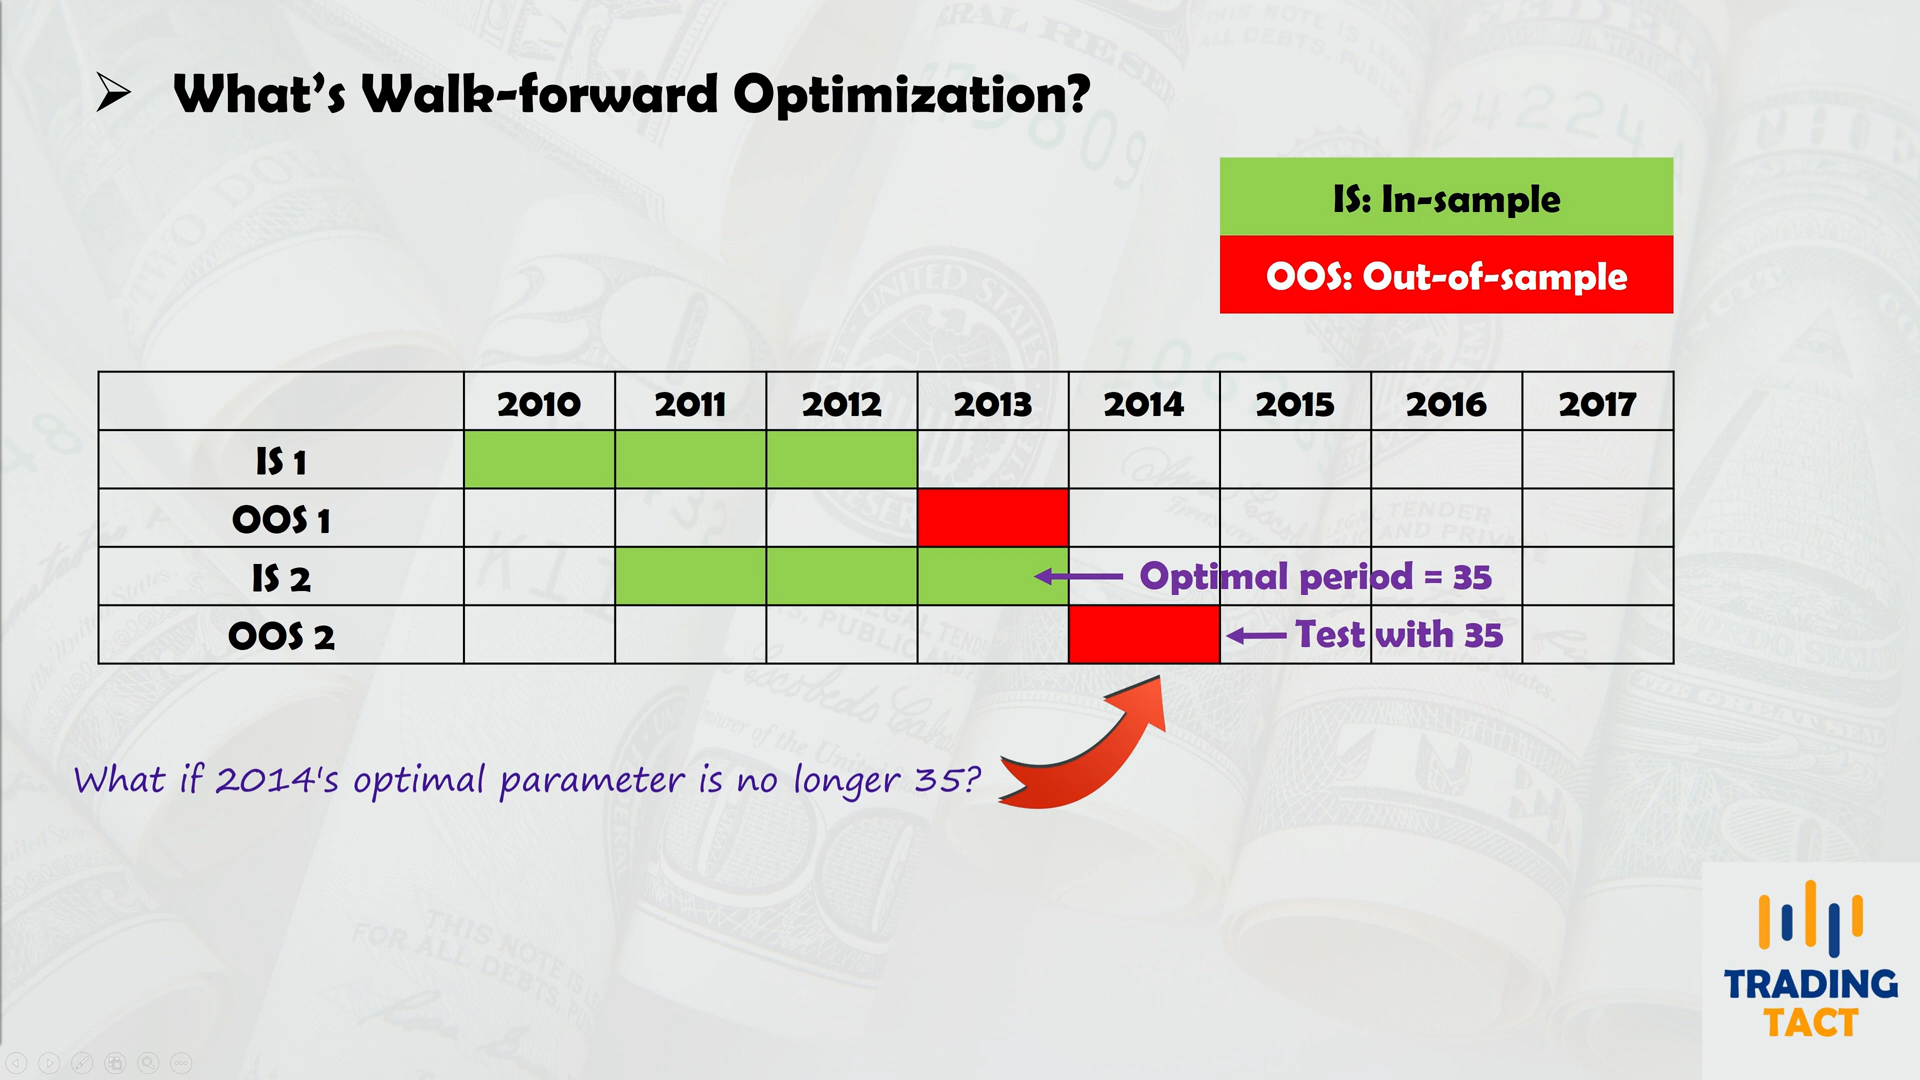 What's Walk-forward Optimization?
IS: In-sample
OOS: Out-of-sample
2010 2011 2012 2013 2014 2015 2016 2017
IS 1
OOS 1
IS 2 Optimal period = 35
OOS 2 Test with 35
What if 2014's optimal parameter is no longer 35?
TRADING
TACT